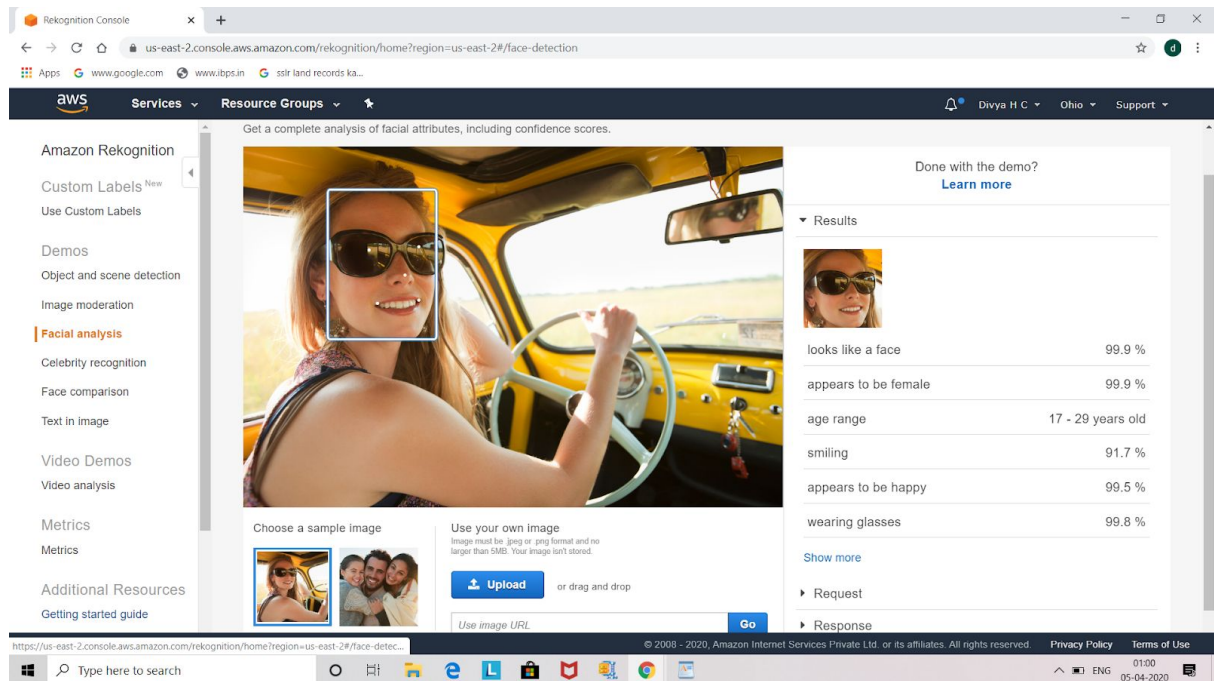 Rekognition Console
us-east-2.console.aws.amazon.com/rekognition/home?region=us-east-2#/face-detection
d
Apps
www.google.com
www.ibps.in
sslr land records ka...
aws
Services
Resource Groups
Divya H C
Ohio
Support
Amazon Rekognition
Custom Labels New
Use Custom Labels
Demos
Object and scene detection
Image moderation
Facial analysis
Celebrity recognition
Face comparison
Text in image
Video Demos
Video analysis
Metrics
Metrics
Additional Resources
Getting started guide
Get a complete analysis of facial attributes, including confidence scores.
Choose a sample image
Use your own image
Image must be .jpeg or .png format and no
larger than 5MB. Your image isn't stored.
Upload
or drag and drop
Use image URL
Go
Done with the demo?
Learn more
Results
looks like a face 99.9 %
appears to be female 99.9 %
age range 17 - 29 years old
smiling 91.7 %
appears to be happy 99.5 %
wearing glasses 99.8 %
Show more
Request
Response
https://us-east-2.console.aws.amazon.com/rekognition/home?region=us-east-2#/face-detec...
© 2008 - 2020, Amazon Internet Services Private Ltd. or its affiliates. All rights reserved.
Privacy Policy
Terms of Use
Type here to search
L
ENG
01:00
05-04-2020